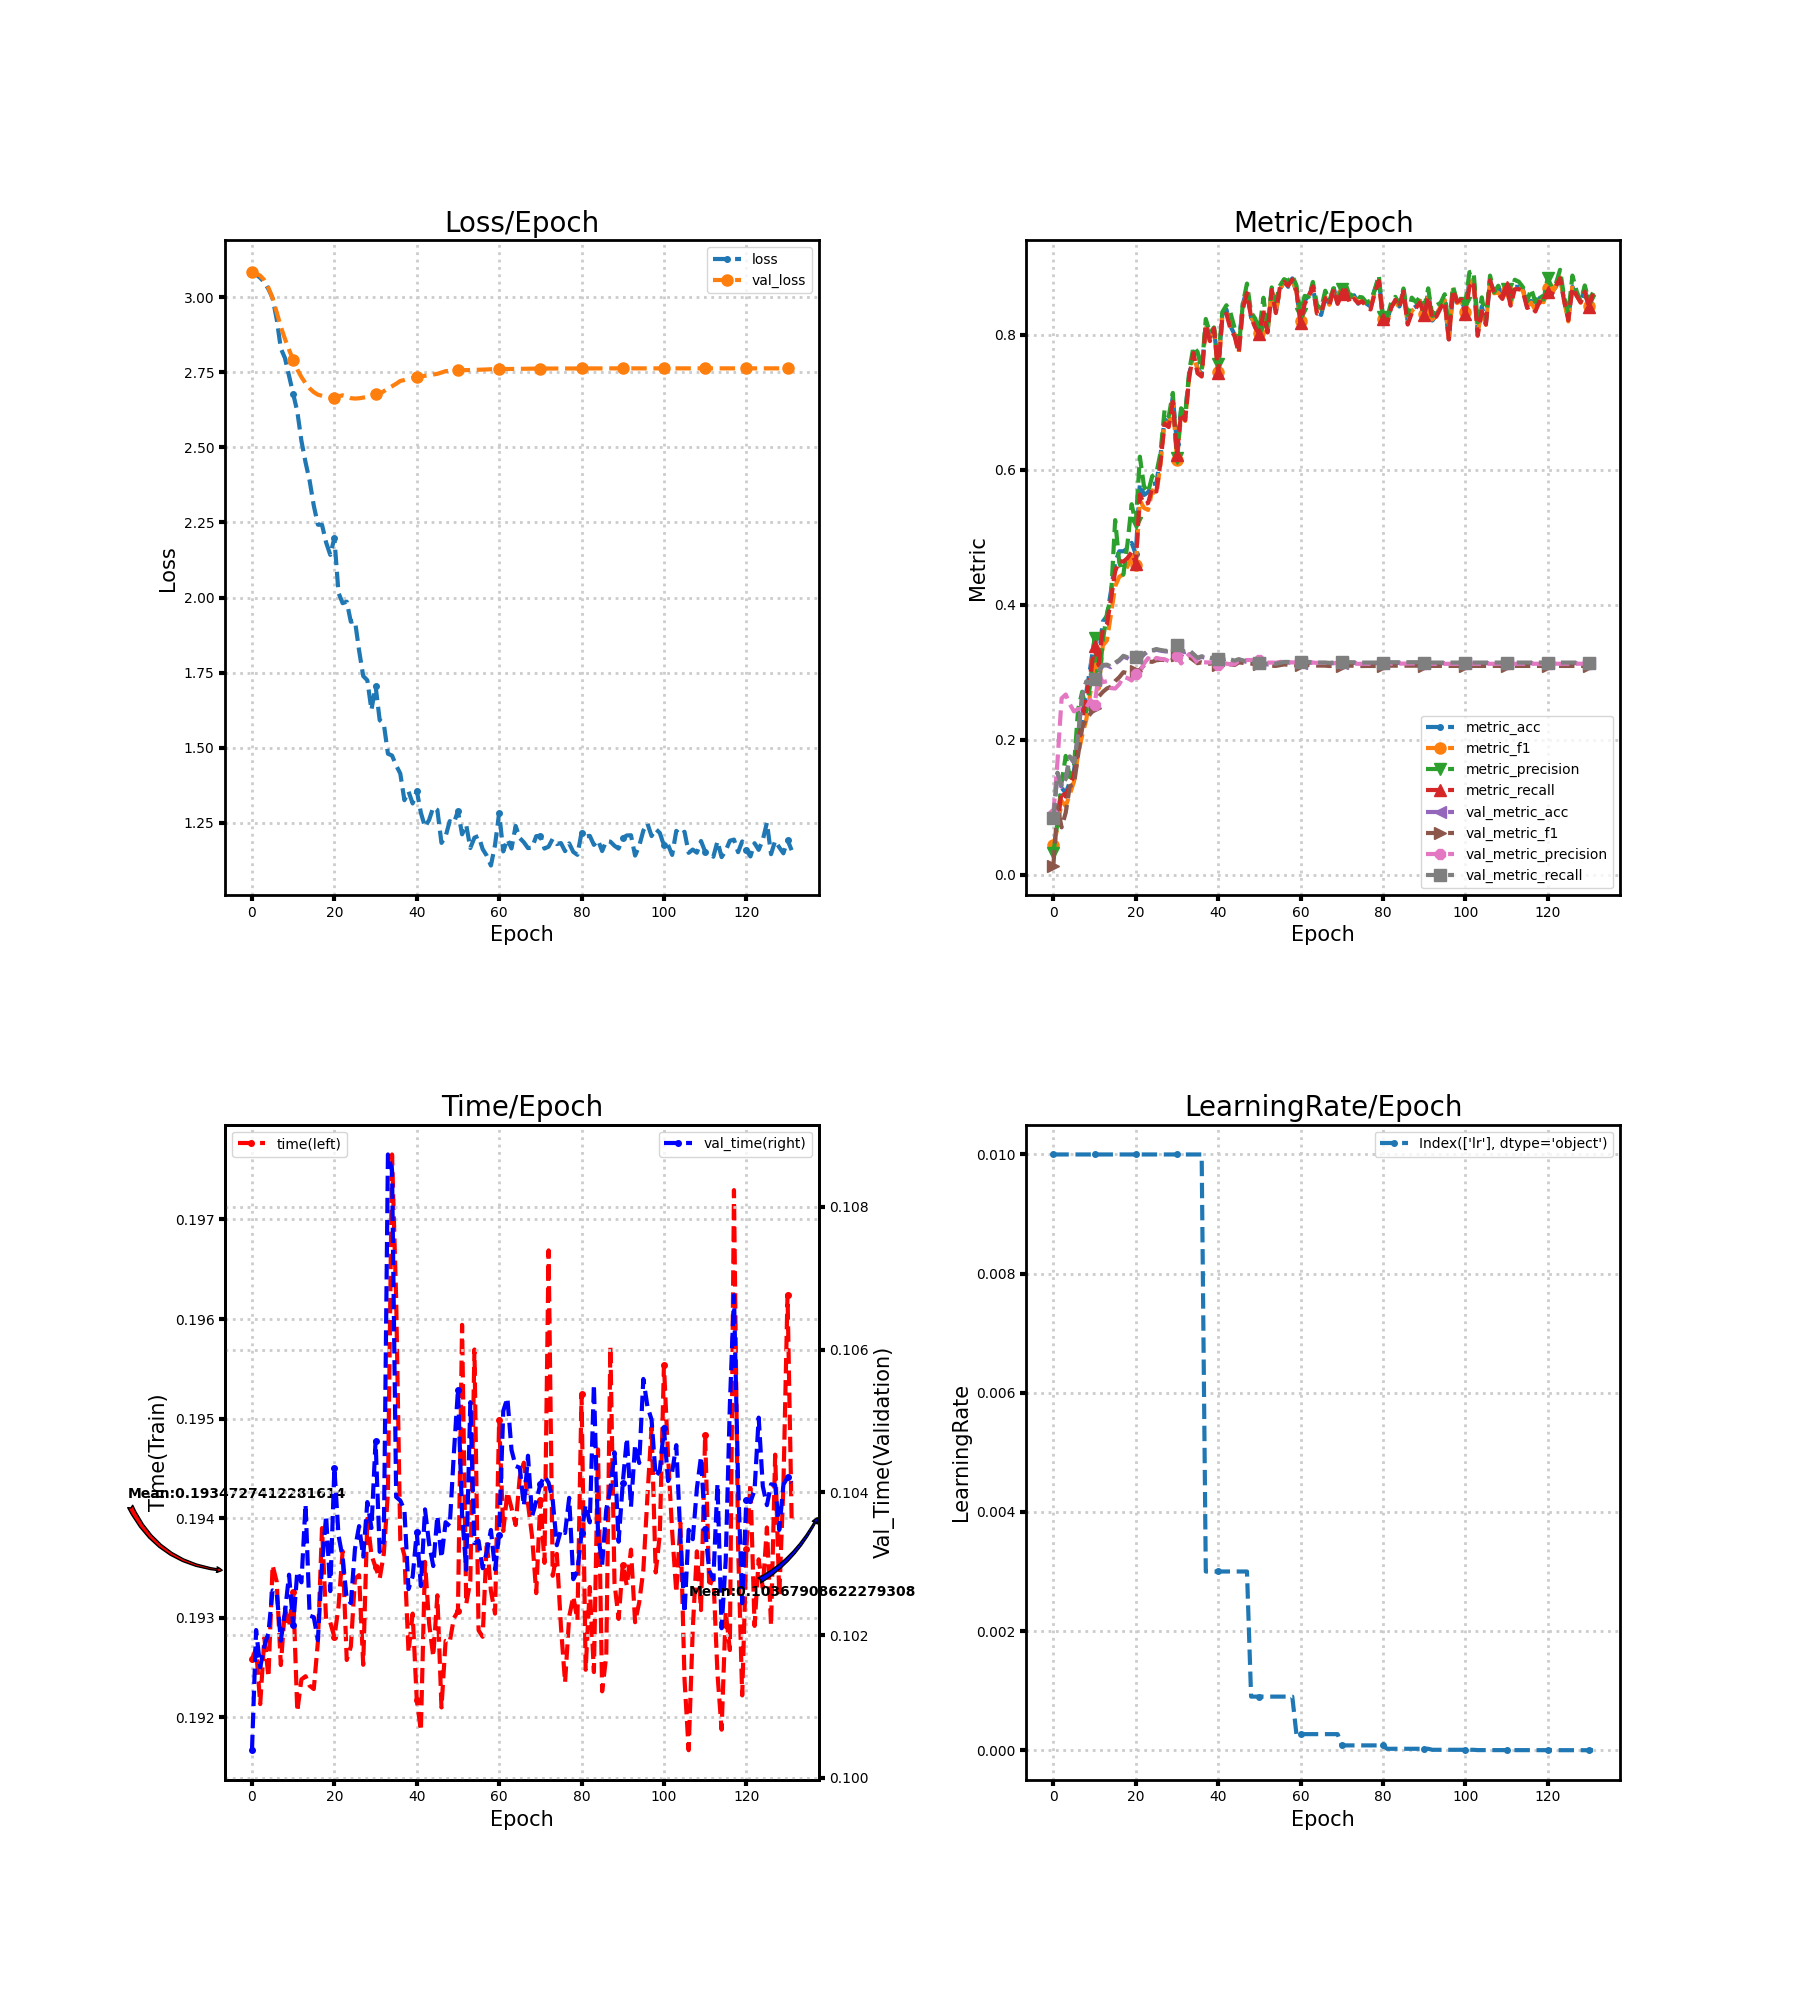 Loss/Epoch
loss
val_loss
3.00
2.75
2.50
2.25
2.00
1.75
1.50
1.25
Loss
0 20 40 60 80 100 120
Epoch
Metric/Epoch
0.8
0.6
0.4
0.2
0.0
Metric
metric_acc
metric_f1
metric_precision
metric_recall
val_metric_acc
val_metric_f1
val_metric_precision
val_metric_recall
0 20 40 60 80 100 120
Epoch
Time/Epoch
time(left)
val_time(right)
0.197
0.196
0.195
0.194
0.193
0.192
Time(Train)
Mean:0.1934727412281614
0.108
0.106
0.104
0.102
0.100
Val_Time(Validation)
Mean:0.10367908622279308
0 20 40 60 80 100 120
Epoch
LearningRate/Epoch
Index(['lr'], dtype='object')
0.010
0.008
0.006
0.004
0.002
0.000
LearningRate
0 20 40 60 80 100 120
Epoch